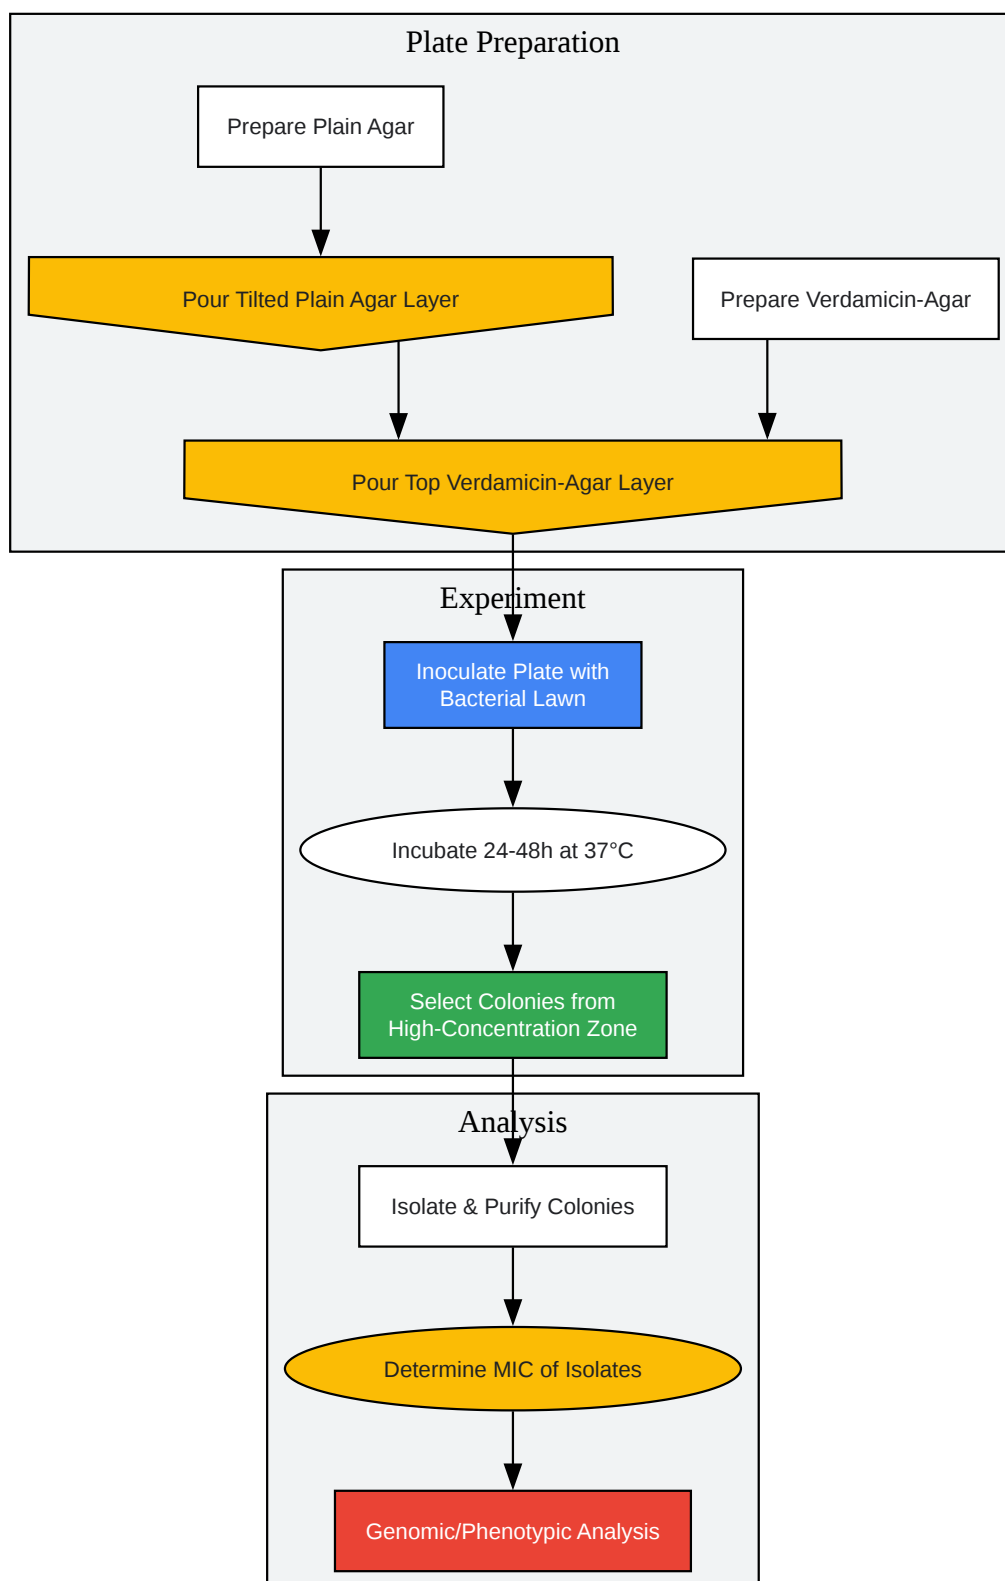 Plate Preparation
Prepare Plain Agar
Pour Tilted Plain Agar Layer
Prepare Verdamicin-Agar
Pour Top Verdamicin-Agar Layer
Experiment
Inoculate Plate with
Bacterial Lawn
Incubate 24-48h at 37°C
Select Colonies from
High-Concentration Zone
Analysis
Isolate & Purify Colonies
Determine MIC of Isolates
Genomic/Phenotypic Analysis